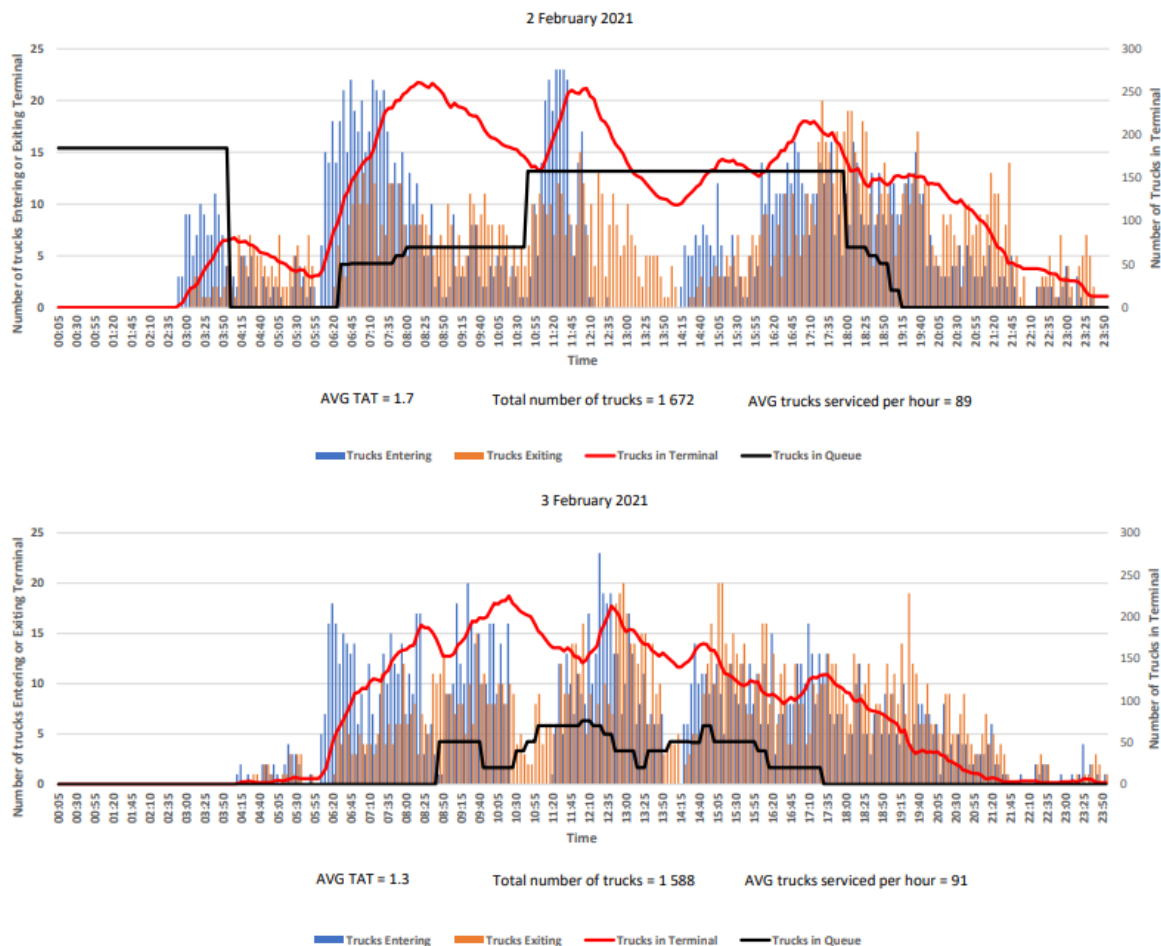 2 February 2021
Number of trucks Entering or Exiting Terminal
25
20
15
10
5
0
300
250
200
150
100
50
0
Number of Trucks in Terminal
00:05 00:30 00:55 01:20 01:45 02:10 02:35 03:00 03:25 03:50 04:15 04:40 05:05 05:30 05:55 06:20 06:45 07:10 07:35 08:00 08:25 08:50 09:15 09:40 10:05 10:30 10:55 11:20 11:45 12:10 12:35 13:00 13:25 13:50 14:15 14:40 15:05 15:30 15:55 16:20 16:45 17:10 17:35 18:00 18:25 18:50 19:15 19:40 20:05 20:30 20:55 21:20 21:45 22:10 22:35 23:00 23:25 23:50
Time
AVG TAT = 1.7 Total number of trucks = 1 672 AVG trucks serviced per hour = 89
Trucks Entering Trucks Exiting Trucks in Terminal Trucks in Queue
3 February 2021
Number of trucks Entering or Exiting Terminal
25
20
15
10
5
0
300
250
200
150
100
50
0
Number of Trucks in Terminal
00:05 00:30 00:55 01:20 01:45 02:10 02:35 03:00 03:25 03:50 04:15 04:40 05:05 05:30 05:55 06:20 06:45 07:10 07:35 08:00 08:25 08:50 09:15 09:40 10:05 10:30 10:55 11:20 11:45 12:10 12:35 13:00 13:25 13:50 14:15 14:40 15:05 15:30 15:55 16:20 16:45 17:10 17:35 18:00 18:25 18:50 19:15 19:40 20:05 20:30 20:55 21:20 21:45 22:10 22:35 23:00 23:25 23:50
Time
AVG TAT = 1.3 Total number of trucks = 1 588 AVG trucks serviced per hour = 91
Trucks Entering Trucks Exiting Trucks in Terminal Trucks in Queue